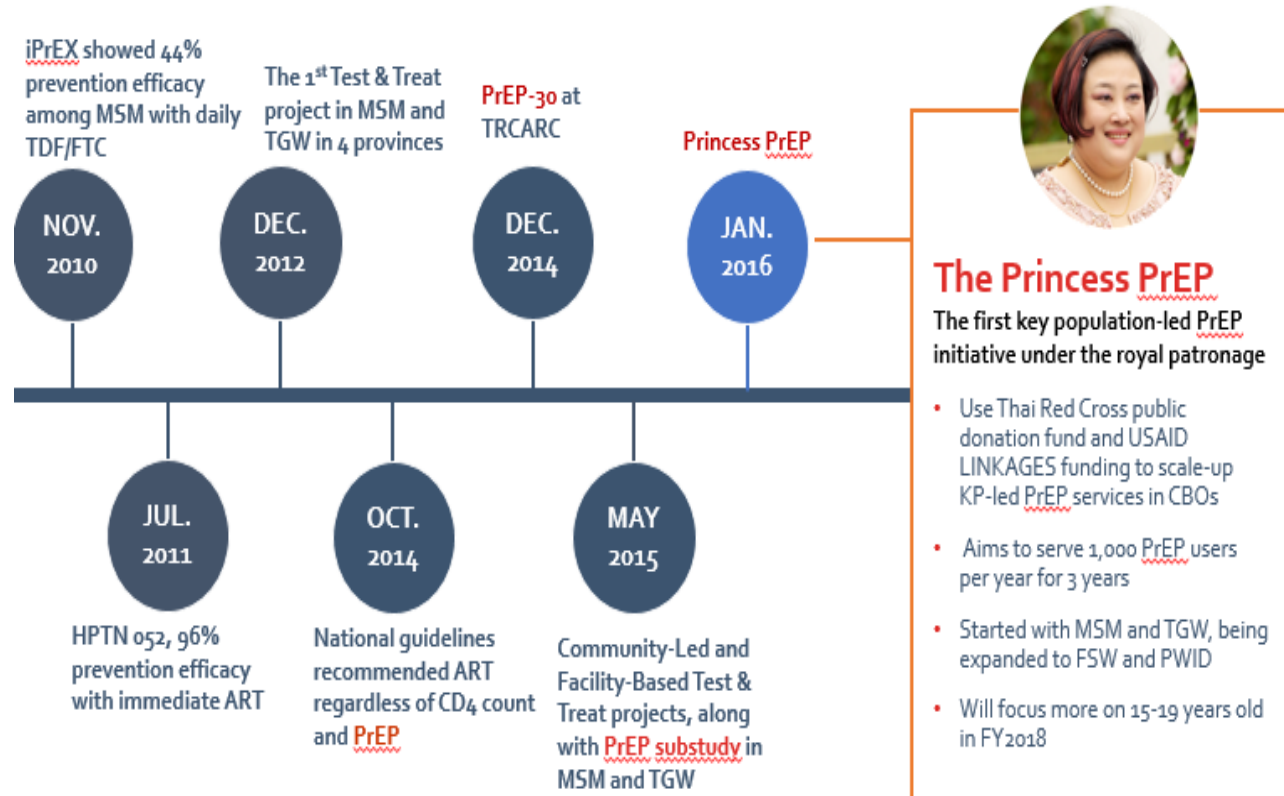 iPrEX showed 44%
prevention efficacy
among MSM with daily
TDF/FTC
NOV.
2010
The 1st Test & Treat
project in MSM and
TGW in 4 provinces
DEC.
2012
PrEP-30 at
TRCARC
DEC.
2014
Princess PrEP
JAN.
2016
JUL.
2011
HPTN 052, 96%
prevention efficacy
with immediate ART
OCT.
2014
National guidelines
recommended ART
regardless of CD4 count
and PrEP
MAY
2015
Community-Led and
Facility-Based Test &
Treat projects, along
with PrEP substudy in
MSM and TGW
The Princess PrEP
The first key population-led PrEP
initiative under the royal patronage
• Use Thai Red Cross public
donation fund and USAID
LINKAGES funding to scale-up
KP-led PrEP services in CBOs
• Aims to serve 1,000 PrEP users
per year for 3 years
• Started with MSM and TGW, being
expanded to FSW and PWID
• Will focus more on 15-19 years old
in FY2018